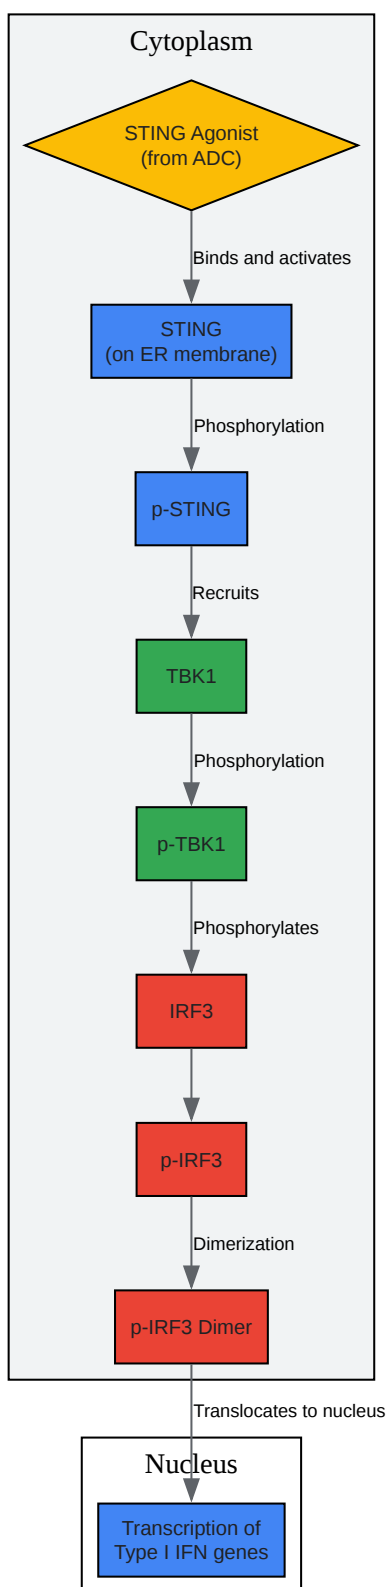 Cytoplasm
STING Agonist
(from ADC)
Binds and activates
STING
(on ER membrane)
Phosphorylation
p-STING
Recruits
TBK1
Phosphorylation
p-TBK1
Phosphorylates
IRF3
p-IRF3
Dimerization
p-IRF3 Dimer
Translocates to nucleus
Nucleus
Transcription of
Type I IFN genes